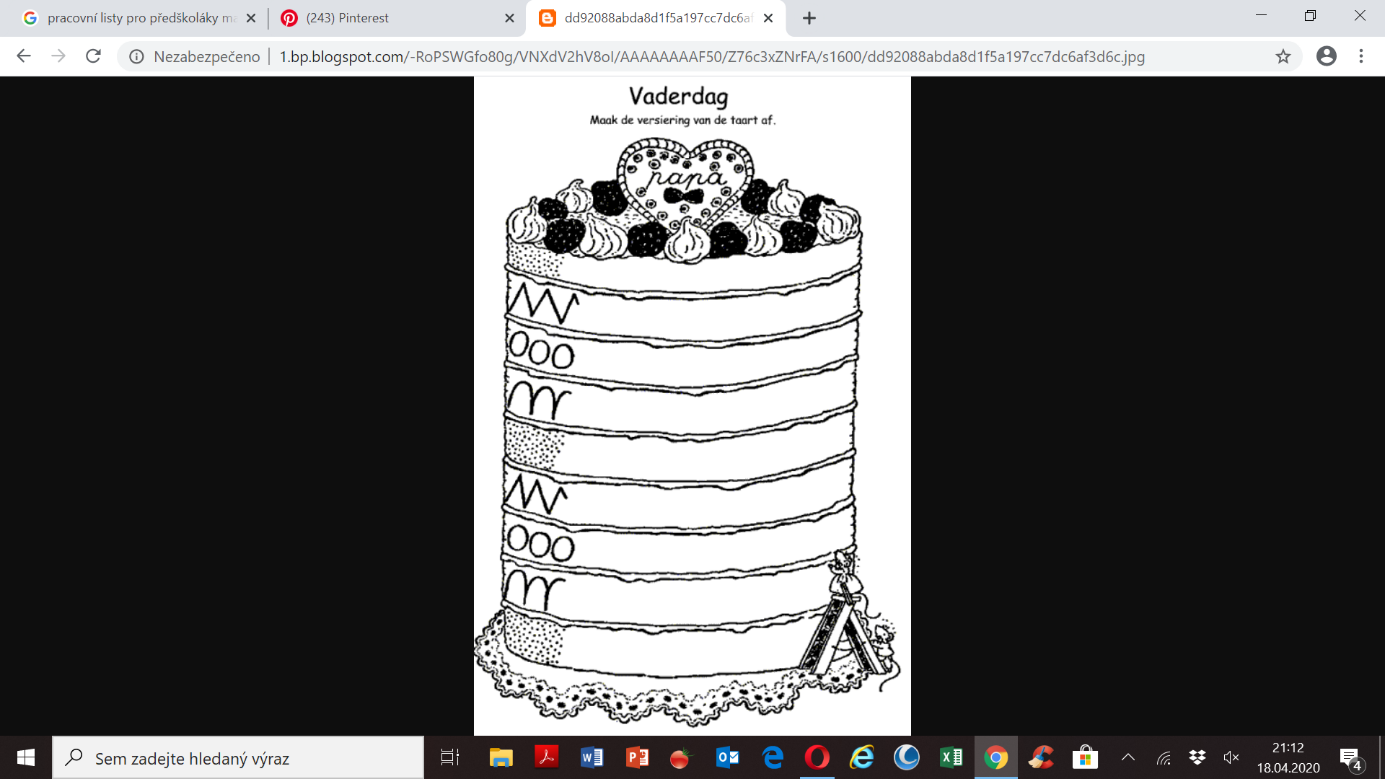 pracovní listy pro předškoláky m
(243) Pinterest
dd92088abda8d1f5a197cc7dc6af
Nezabezpečeno
1.bp.blogspot.com/-RoPSWGfo80g/VNXdV2hV8oI/AAAAAAAAF50/Z76c3xZNrFA/s1600/dd92088abda8d1f5a197cc7dc6af3d6c.jpg
Vaderdag
Maak de versiering van de taart af.
papa
Sem zadejte hledaný výraz
21:12
18.04.2020
4